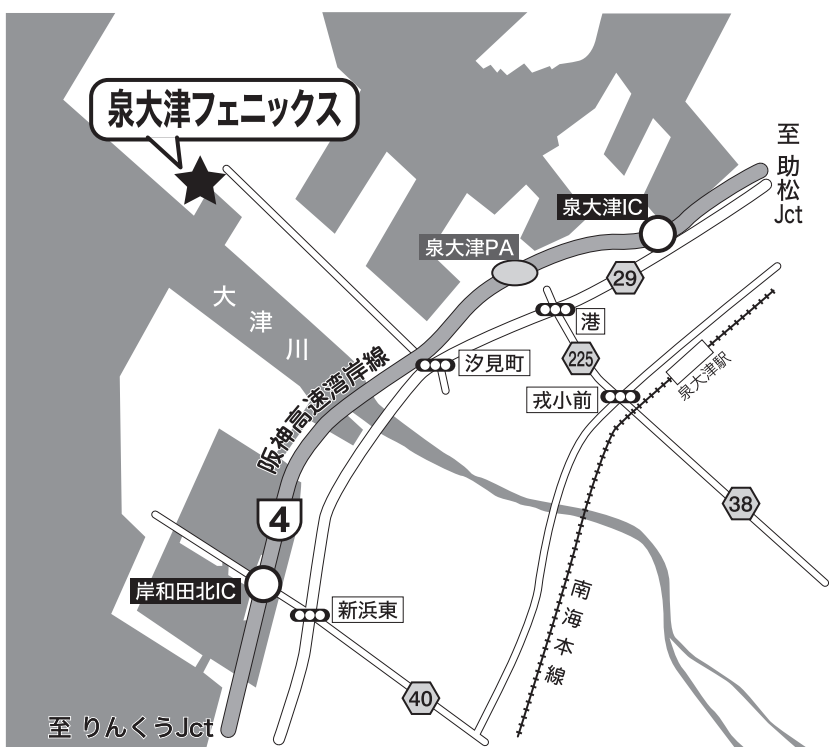 泉大津フェニックス
至 助松Jct
泉大津IC
泉大津PA
29
大津川
港
225
汐見町
阪神高速湾岸線
戎小前
泉大津駅
4
38
岸和田北IC
新浜東
南海本線
40
至 りんくうJct